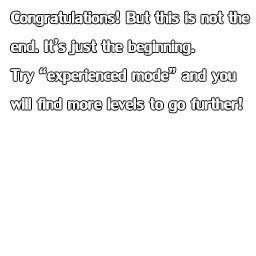 Congratulations! But this is not the
end. It's just the beginning.
Try “experienced mode” and you
will find more levels to go further!